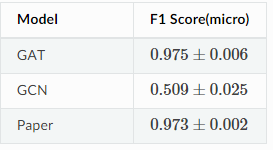 Model F1 Score(micro)
GAT 0.975 ± 0.006
GCN 0.509 ± 0.025
Paper 0.973 ± 0.002